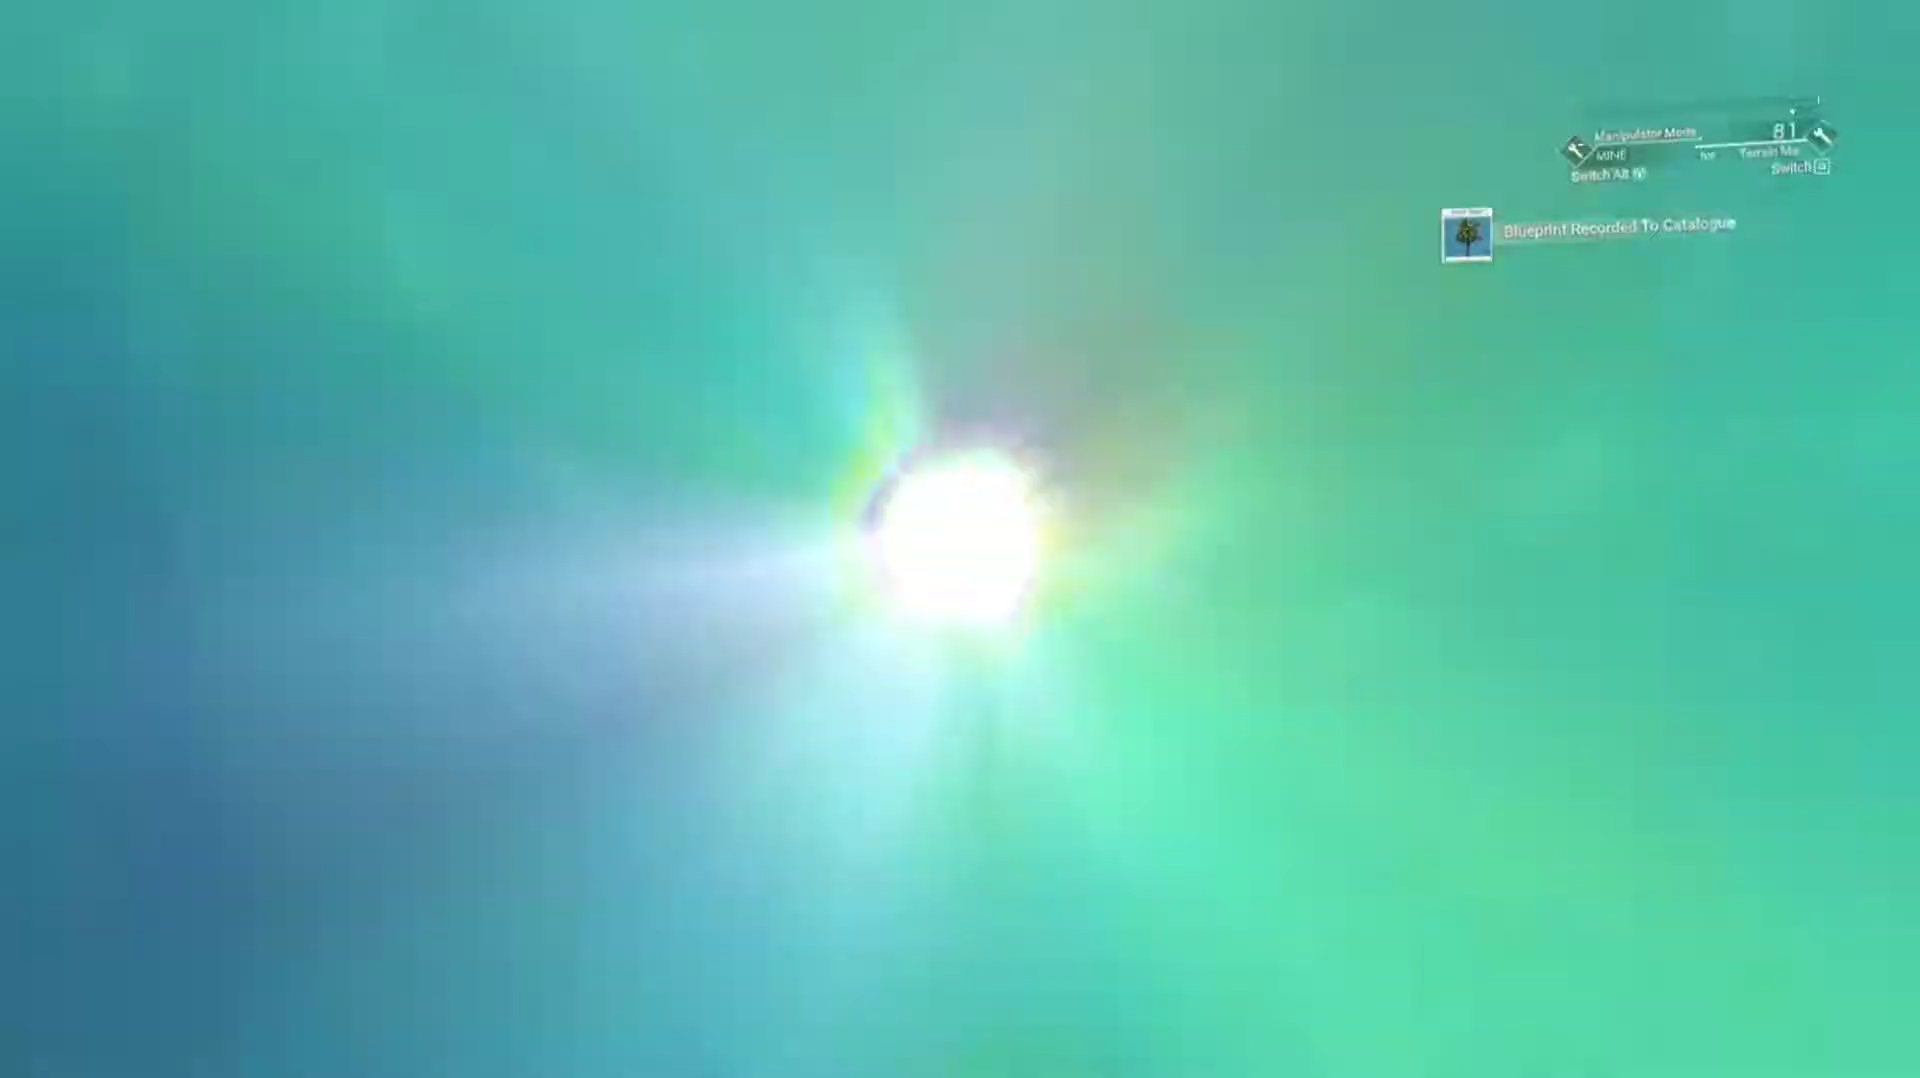 Manipulator Mode
81
MINE
Terrain Ma
Switch Alt
Switch
Blueprint Recorded To Catalogue